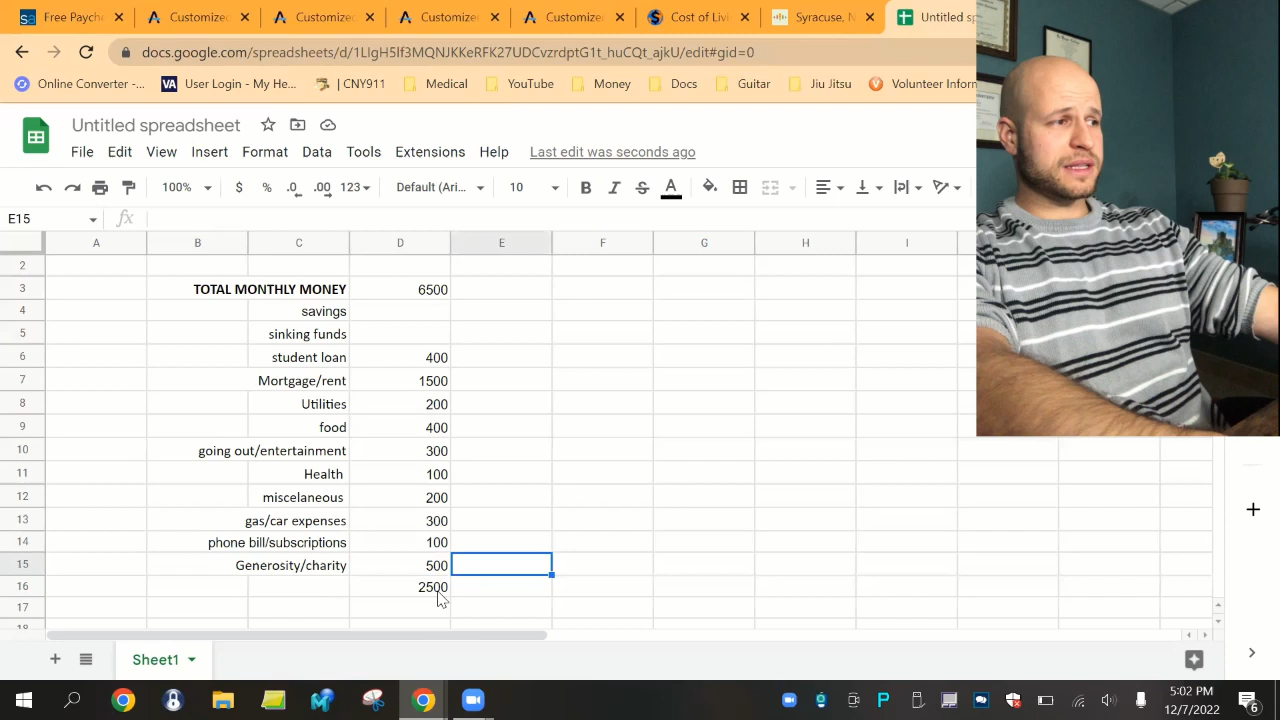 Free Payche
Customize
Customize
Customize
Customize
Cost of Livi
Syracuse, N
Untitled sp
docs.google.com/spreadsheets/d/1LlgH5lf3MQNJKKeRFK27UDCvzrdptG1t_huCQt_ajkU/edit#gid=0
Online Converter -...
VA User Login - My He...
| CNY911
Medical
YouTube
Money
Docs
Guitar
Jiu Jitsu
Volunteer Inforn
Untitled spreadsheet
File Edit View Insert Format Data Tools Extensions Help Last edit was seconds ago
100% $ % .0 .00 123 Default (Ari... 10 B I S A
E15 fx
A B C D E F G H I
2
3 TOTAL MONTHLY MONEY 6500
4 savings
5 sinking funds
6 student loan 400
7 Mortgage/rent 1500
8 Utilities 200
9 food 400
10 going out/entertainment 300
11 Health 100
12 miscelaneous 200
13 gas/car expenses 300
14 phone bill/subscriptions 100
15 Generosity/charity 500
16 2500
17
18
Sheet1
5:02 PM
12/7/2022
6